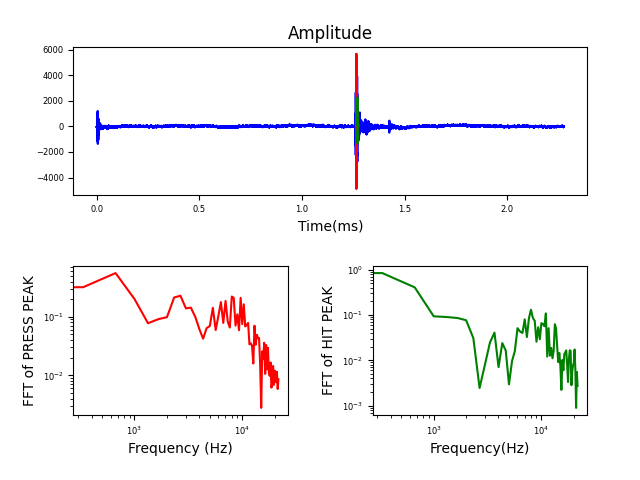 Amplitude
6000
4000
2000
0
−2000
−4000
0.0 0.5 1.0 1.5 2.0
Time(ms)
FFT of PRESS PEAK
10⁻¹
10⁻²
10³ 10⁴
Frequency (Hz)
FFT of HIT PEAK
10⁰
10⁻¹
10⁻²
10⁻³
10³ 10⁴
Frequency(Hz)